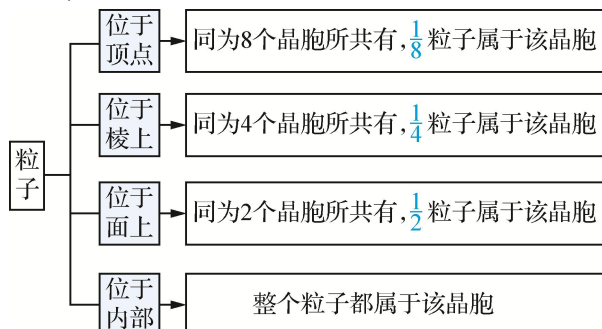 粒子
位于
顶点
同为8个晶胞所共有,1/8粒子属于该晶胞
位于
棱上
同为4个晶胞所共有,1/4粒子属于该晶胞
位于
面上
同为2个晶胞所共有,1/2粒子属于该晶胞
位于
内部
整个粒子都属于该晶胞